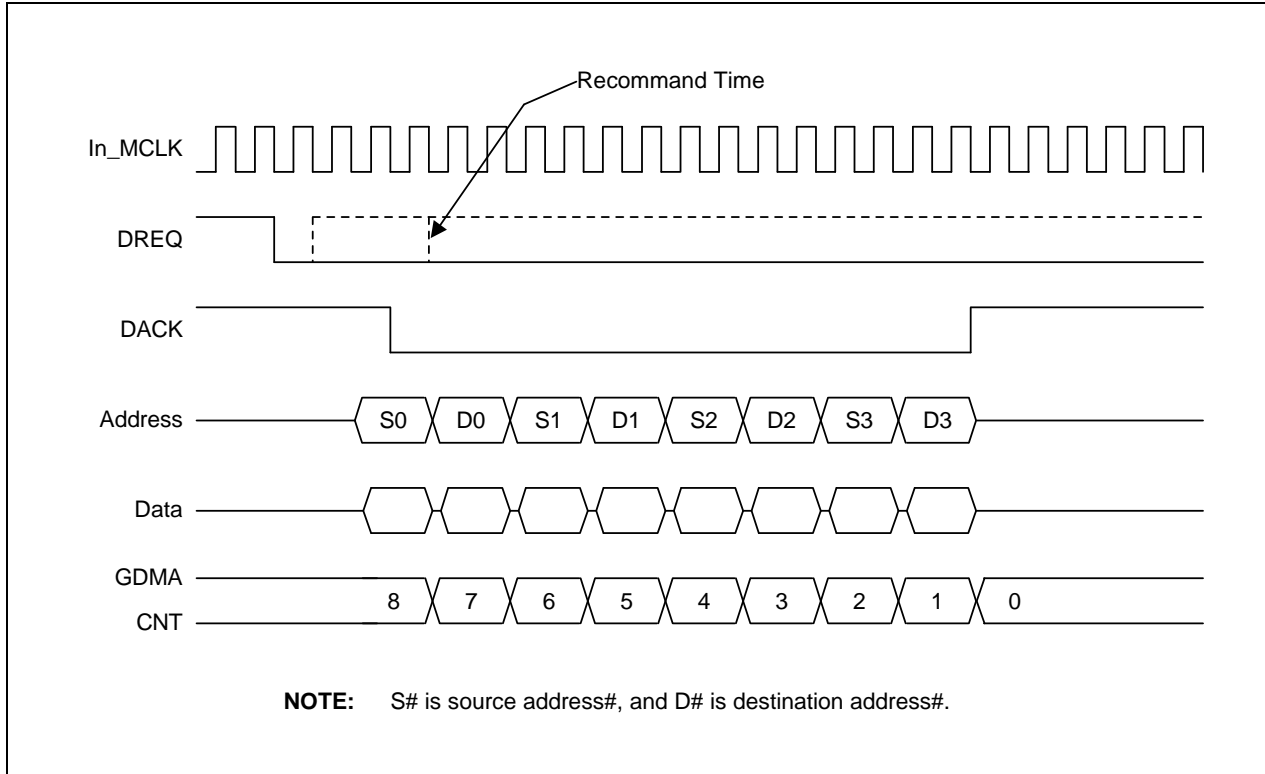 Recommand Time
In_MCLK
DREQ
DACK
Address S0 D0 S1 D1 S2 D2 S3 D3
Data
GDMA
CNT
8 7 6 5 4 3 2 1 0
NOTE: S# is source address#, and D# is destination address#.